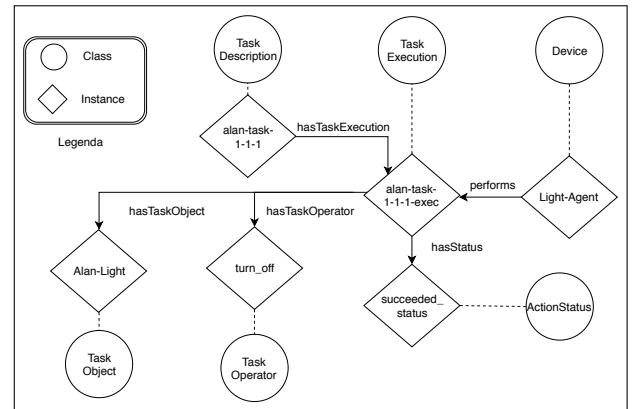 Class
Instance
Legenda
Task
Description
Task
Execution
Device
alan-task-
1-1-1
hasTaskExecution
alan-task-
1-1-1-exec
performs
Light-Agent
hasTaskObject
hasTaskOperator
hasStatus
Alan-Light
turn_off
succeeded_
status
ActionStatus
Task
Object
Task
Operator